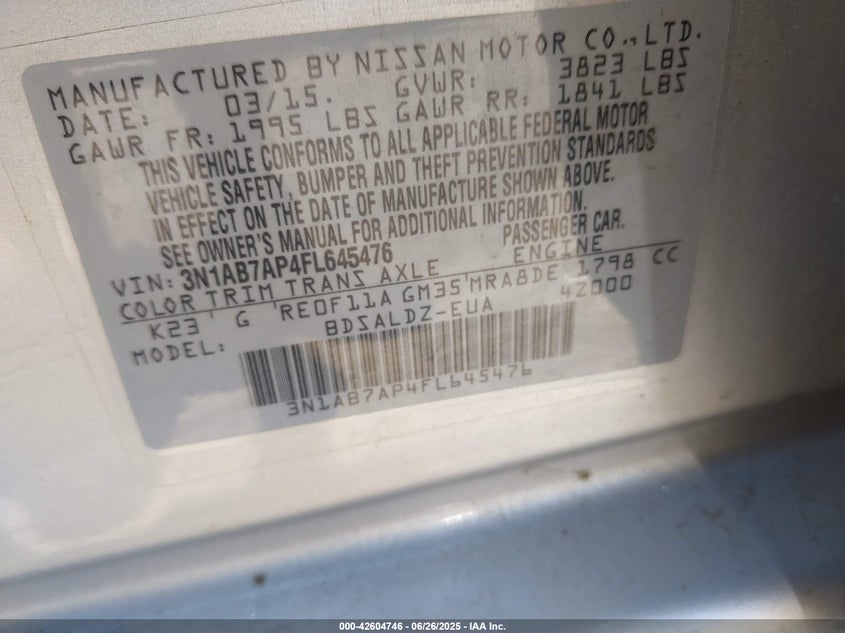 MANUFACTURED BY NISSAN MOTOR CO.,LTD.
DATE: 03/15. GVWR: 3823 LBS
GAWR FR: 1995 LBS GAWR RR: 1841 LBS
THIS VEHICLE CONFORMS TO ALL APPLICABLE FEDERAL MOTOR
VEHICLE SAFETY, BUMPER AND THEFT PREVENTION STANDARDS
IN EFFECT ON THE DATE OF MANUFACTURE SHOWN ABOVE.
SEE OWNER'S MANUAL FOR ADDITIONAL INFORMATION.
VIN: 3N1AB7AP4FL645476 PASSENGER CAR.
COLOR TRIM TRANS AXLE ENGINE
K23 G RE0F11A GM35 MRA8DE 1798 CC
MODEL: BDSALDZ-EUA 42000
3N1AB7AP4FL645476
000-42604746 - 06/26/2025 - IAA Inc.